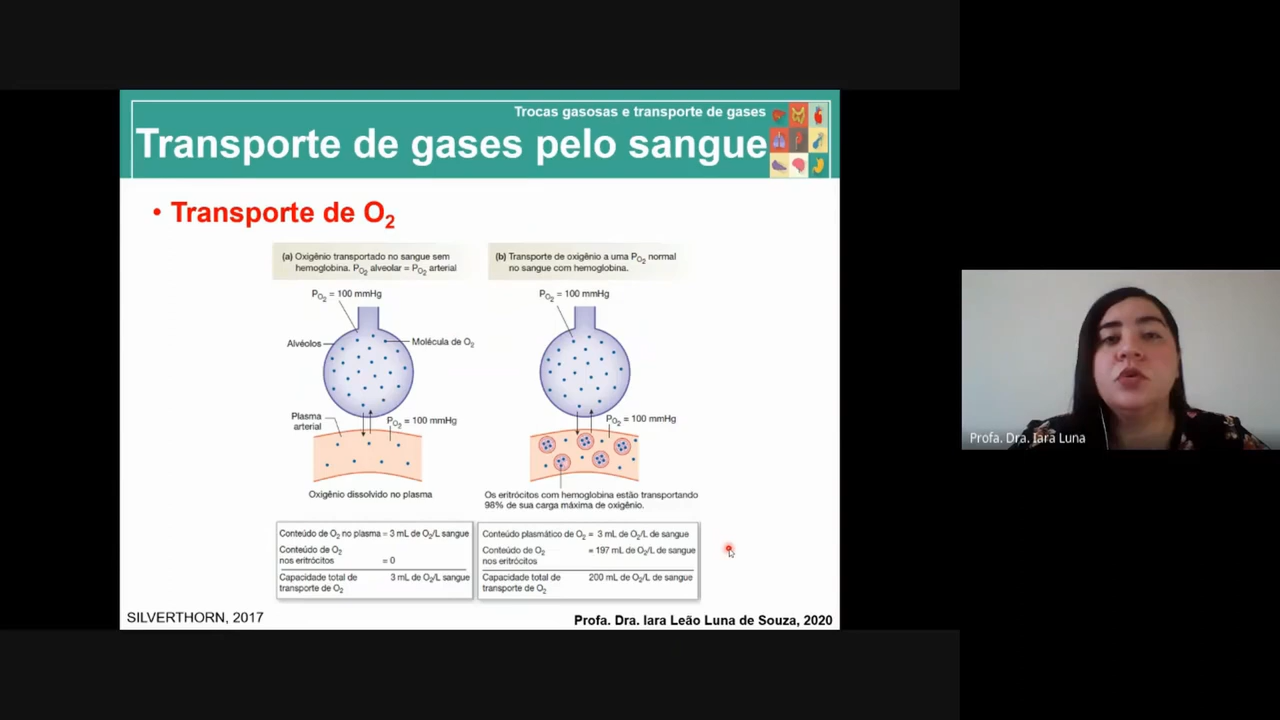 Trocas gasosas e transporte de gases
Transporte de gases pelo sangue
• Transporte de O₂
(a) Oxigênio transportado no sangue sem
hemoglobina. P_O₂ alveolar = P_O₂ arterial
P_O₂ = 100 mmHg
Alvéolos
Molécula de O₂
Plasma
arterial
P_O₂ = 100 mmHg
Oxigênio dissolvido no plasma
Conteúdo de O₂ no plasma = 3 mL de O₂/L sangue
Conteúdo de O₂
nos eritrócitos = 0
Capacidade total de 3 mL de O₂/L sangue
transporte de O₂
(b) Transporte de oxigênio a uma P_O₂ normal
no sangue com hemoglobina.
P_O₂ = 100 mmHg
P_O₂ = 100 mmHg
Os eritrócitos com hemoglobina estão transportando
98% de sua carga máxima de oxigênio.
Conteúdo plasmático de O₂ = 3 mL de O₂/L de sangue
Conteúdo de O₂ = 197 mL de O₂/L de sangue
nos eritrócitos
Capacidade total de 200 mL de O₂/L de sangue
transporte de O₂
SILVERTHORN, 2017
Profa. Dra. Iara Leão Luna de Souza, 2020
Profa. Dra. Iara Luna